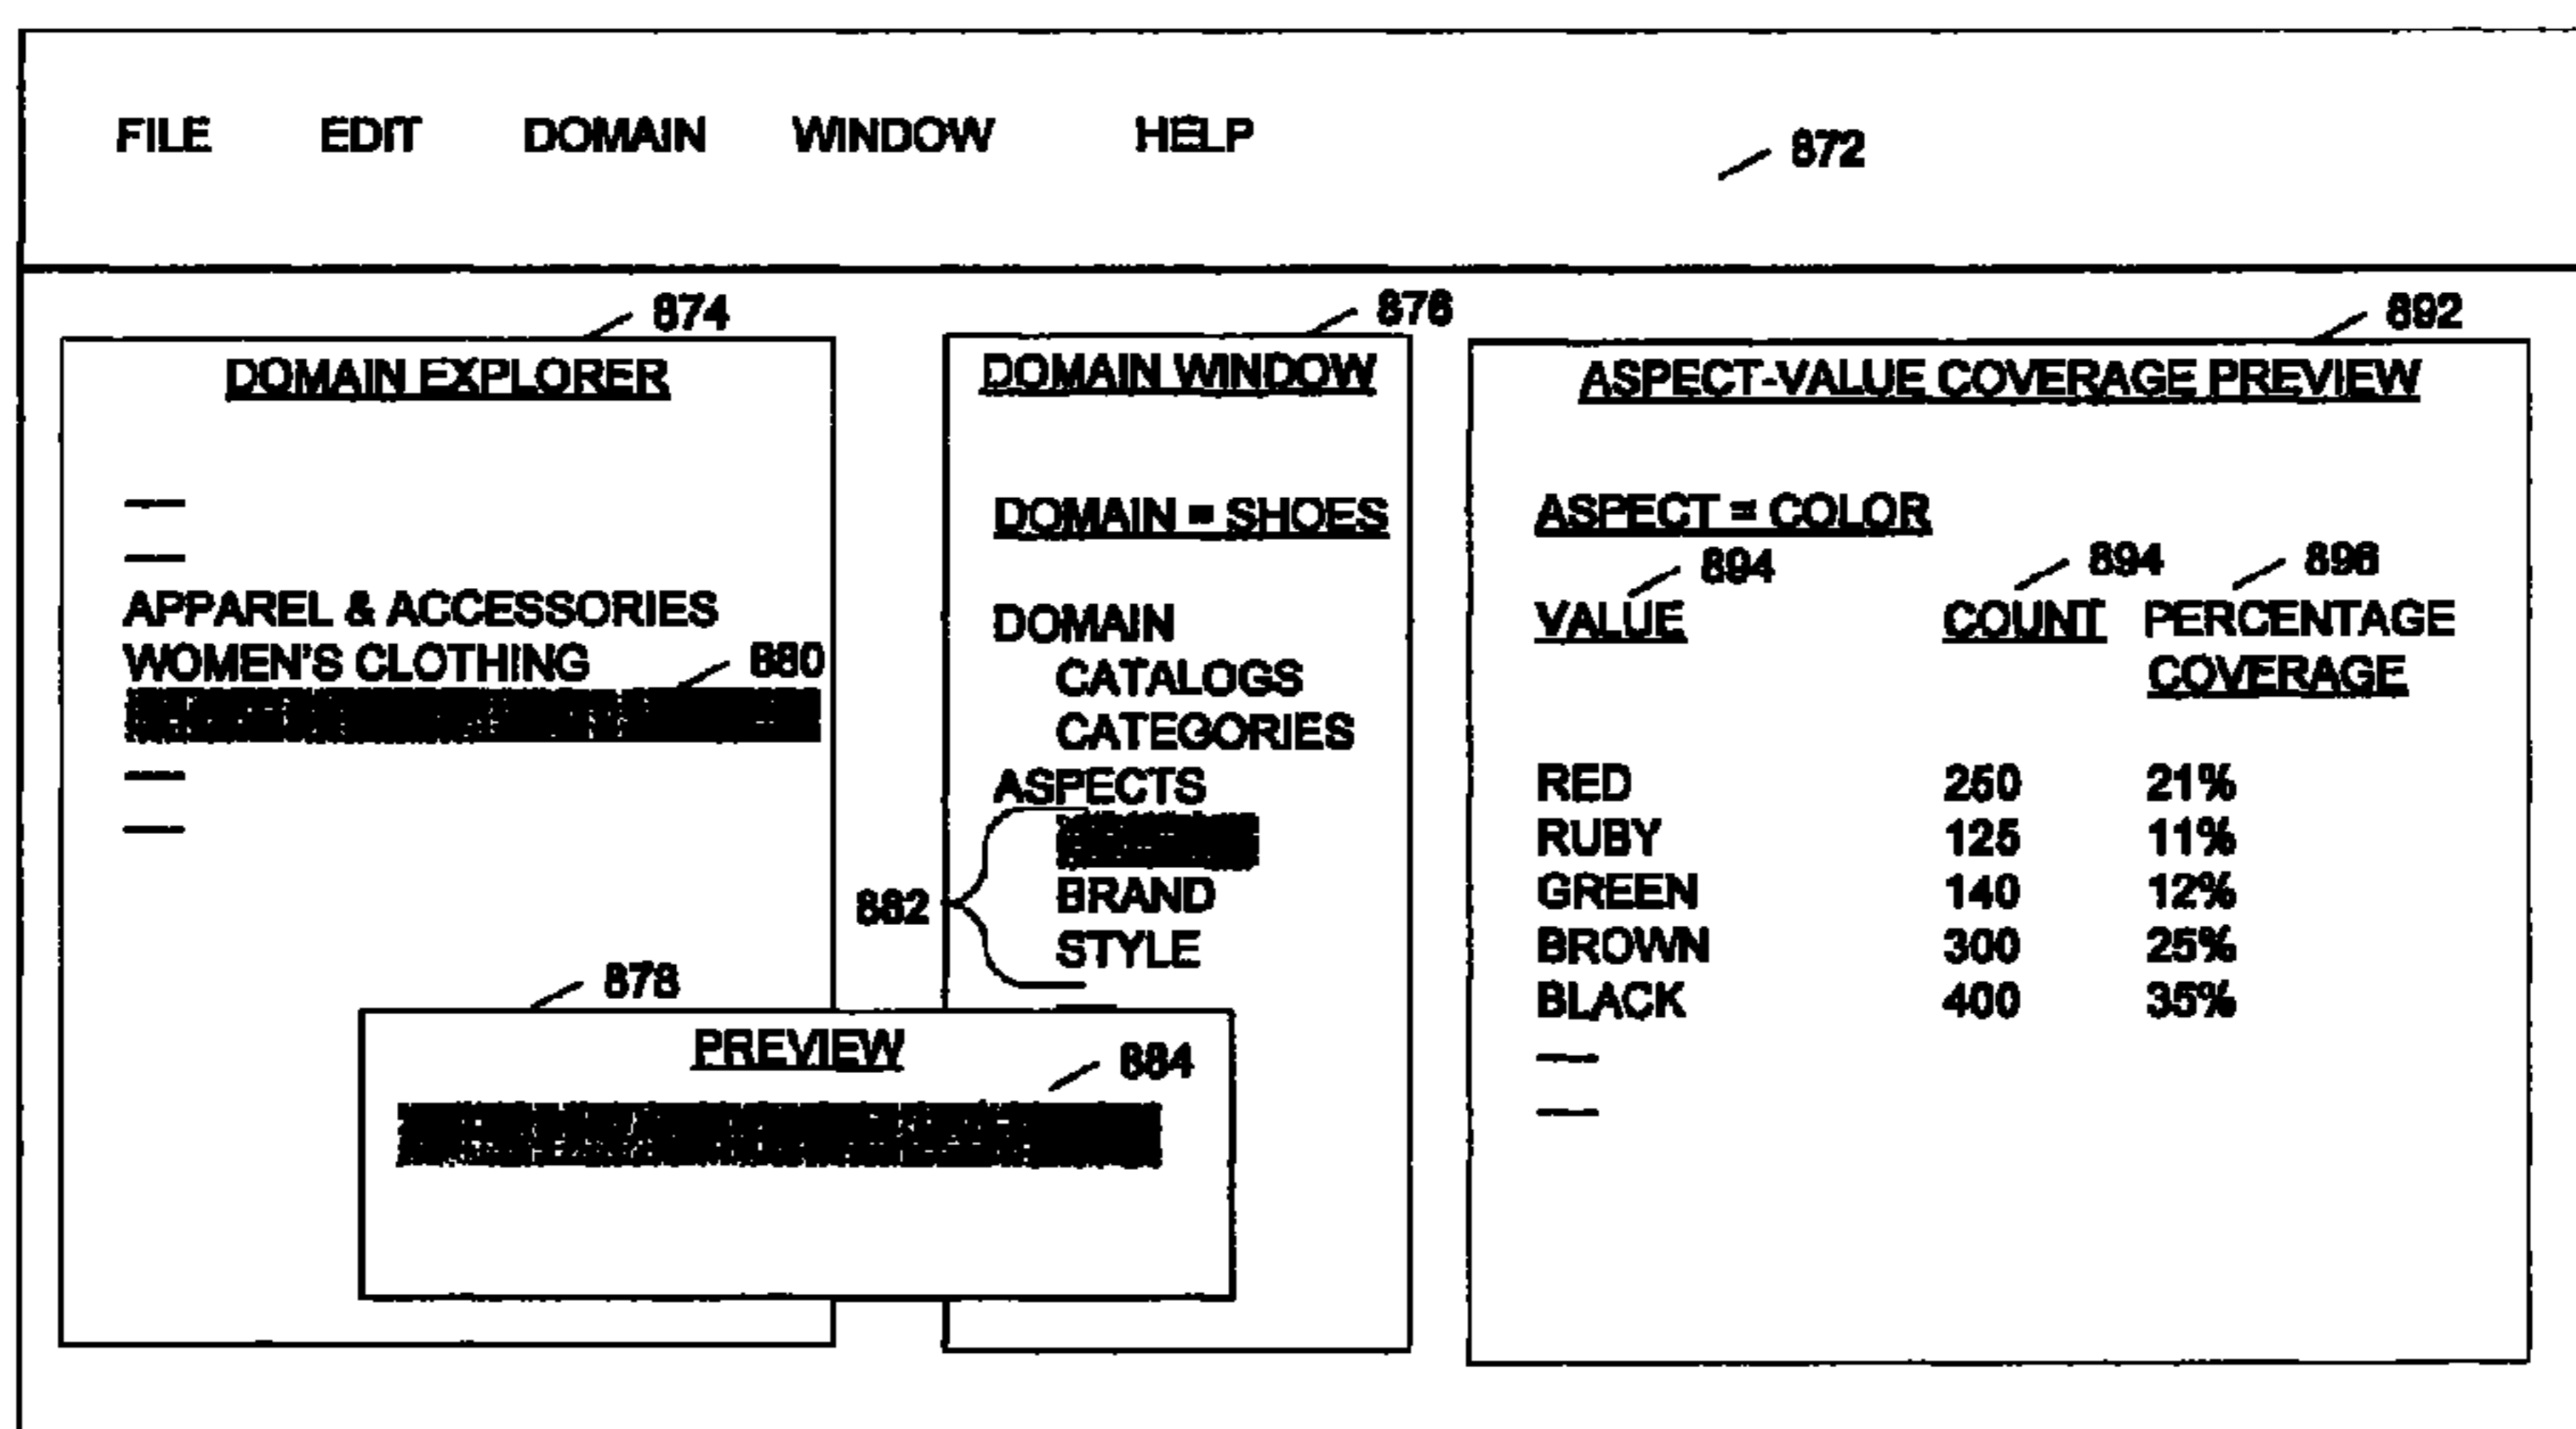 FILE EDIT DOMAIN WINDOW HELP
872
874
DOMAIN EXPLORER
APPAREL & ACCESSORIES
WOMEN'S CLOTHING
880
876
DOMAIN WINDOW
DOMAIN = SHOES
DOMAIN
CATALOGS
CATEGORIES
ASPECTS
BRAND
STYLE
882
878
PREVIEW
884
892
ASPECT-VALUE COVERAGE PREVIEW
ASPECT = COLOR
894 894 896
VALUE COUNT PERCENTAGE
COVERAGE
RED 250 21%
RUBY 125 11%
GREEN 140 12%
BROWN 300 25%
BLACK 400 35%